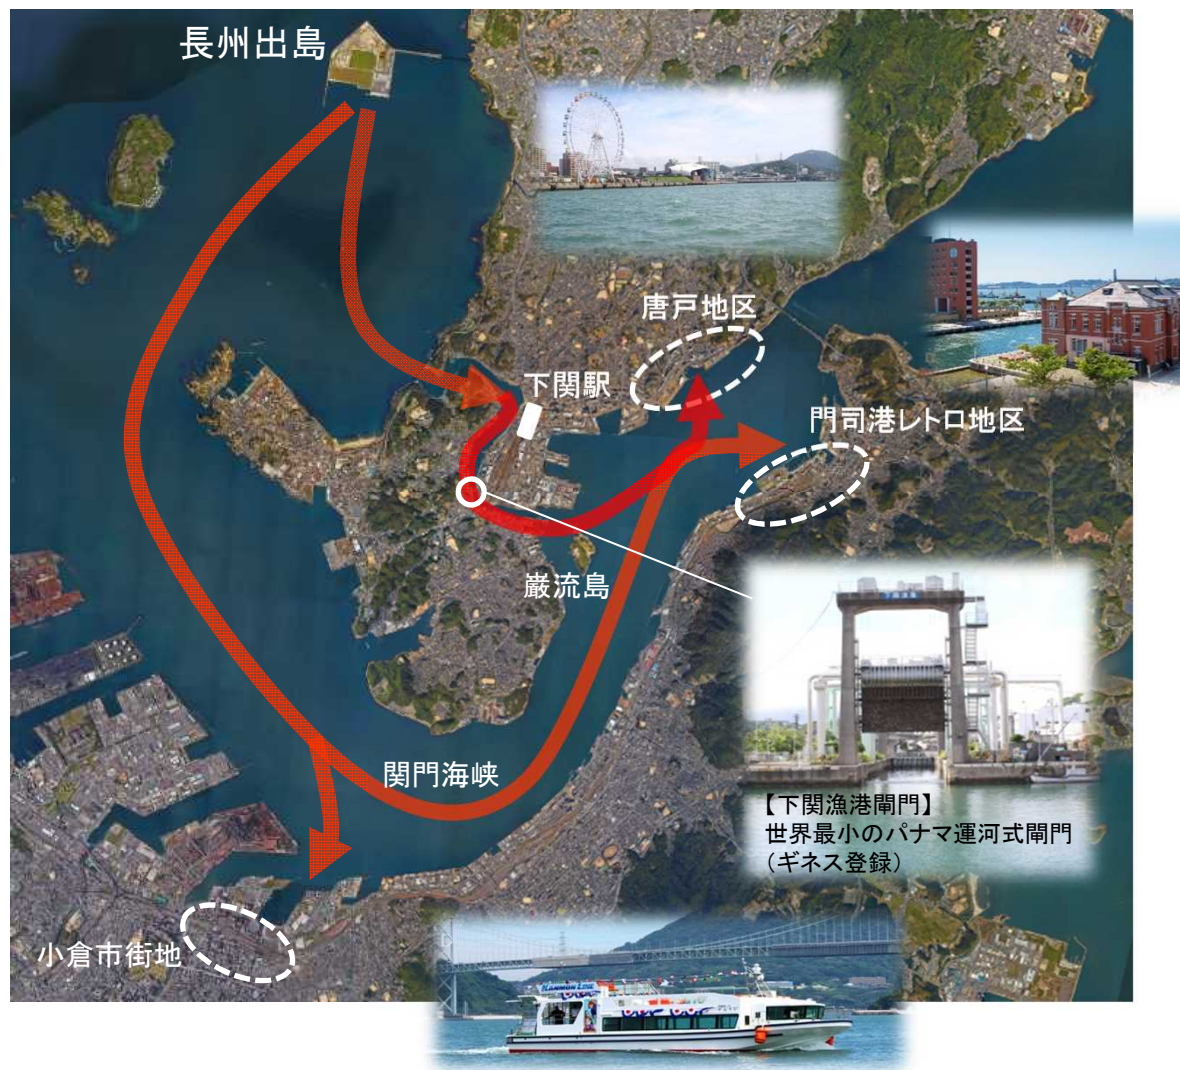 長州出島
唐戸地区
下関駅
門司港レトロ地区
巌流島
関門海峡
【下関漁港閘門】
世界最小のパナマ運河式閘門
（ギネス登録）
小倉市街地
KANMON LINE